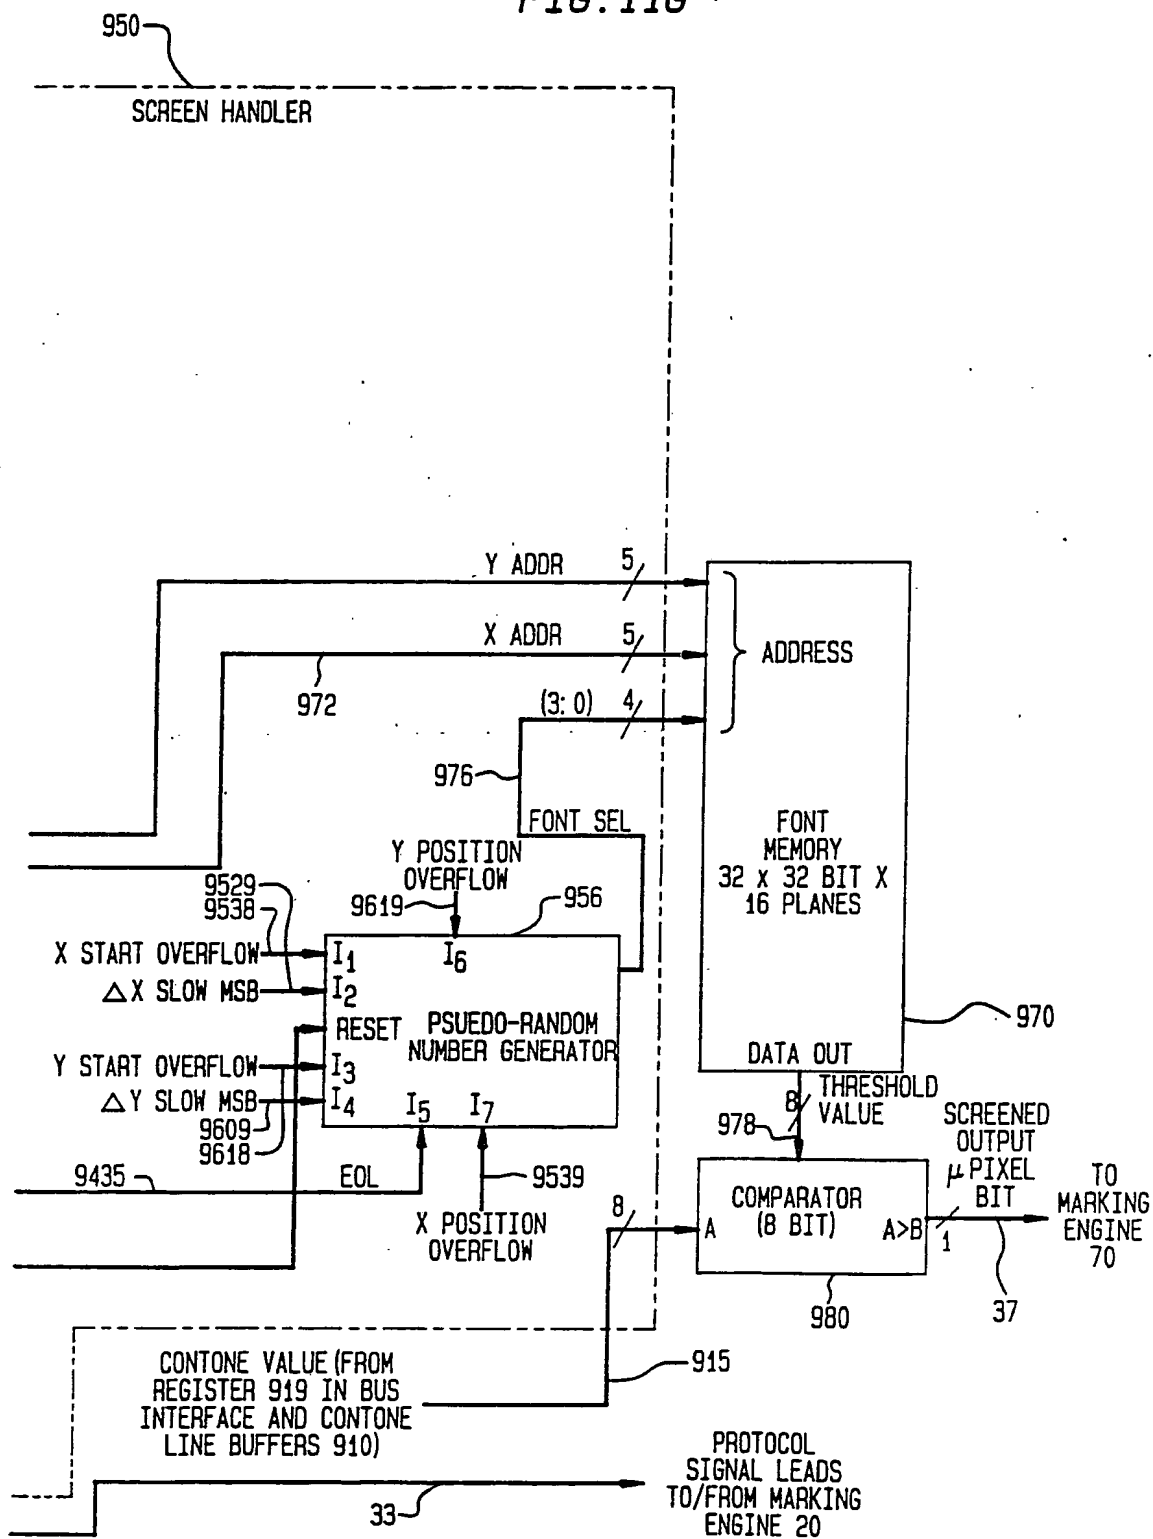 FIG. 11G
950
SCREEN HANDLER
Y ADDR
5
X ADDR
5
972
(3:0)
4
ADDRESS
976
FONT SEL
FONT
MEMORY
32 x 32 BIT X
16 PLANES
Y POSITION
OVERFLOW
9529
9538
9619
956
X START OVERFLOW
I1
I6
△X SLOW MSB
I2
RESET
PSUEDO-RANDOM
NUMBER GENERATOR
970
Y START OVERFLOW
I3
△Y SLOW MSB
I4
I5
I7
9609
9618
DATA OUT
8
THRESHOLD
VALUE
978
SCREENED
OUTPUT
μ PIXEL
BIT
9435
EOL
9539
X POSITION
OVERFLOW
8
A
COMPARATOR
(8 BIT)
A>B
1
TO
MARKING
ENGINE
70
37
980
CONTONE VALUE (FROM
REGISTER 919 IN BUS
INTERFACE AND CONTONE
LINE BUFFERS 910)
915
33
PROTOCOL
SIGNAL LEADS
TO/FROM MARKING
ENGINE 20